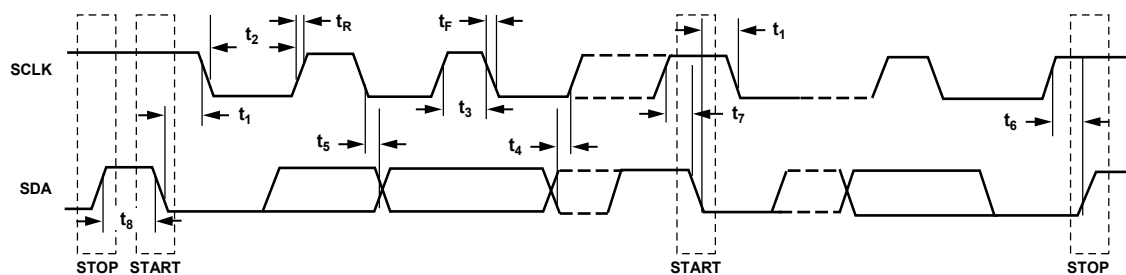 t2 tR tF t1
SCLK
t1 t3 t7 t6
t5 t4
SDA
t8
STOP START START STOP